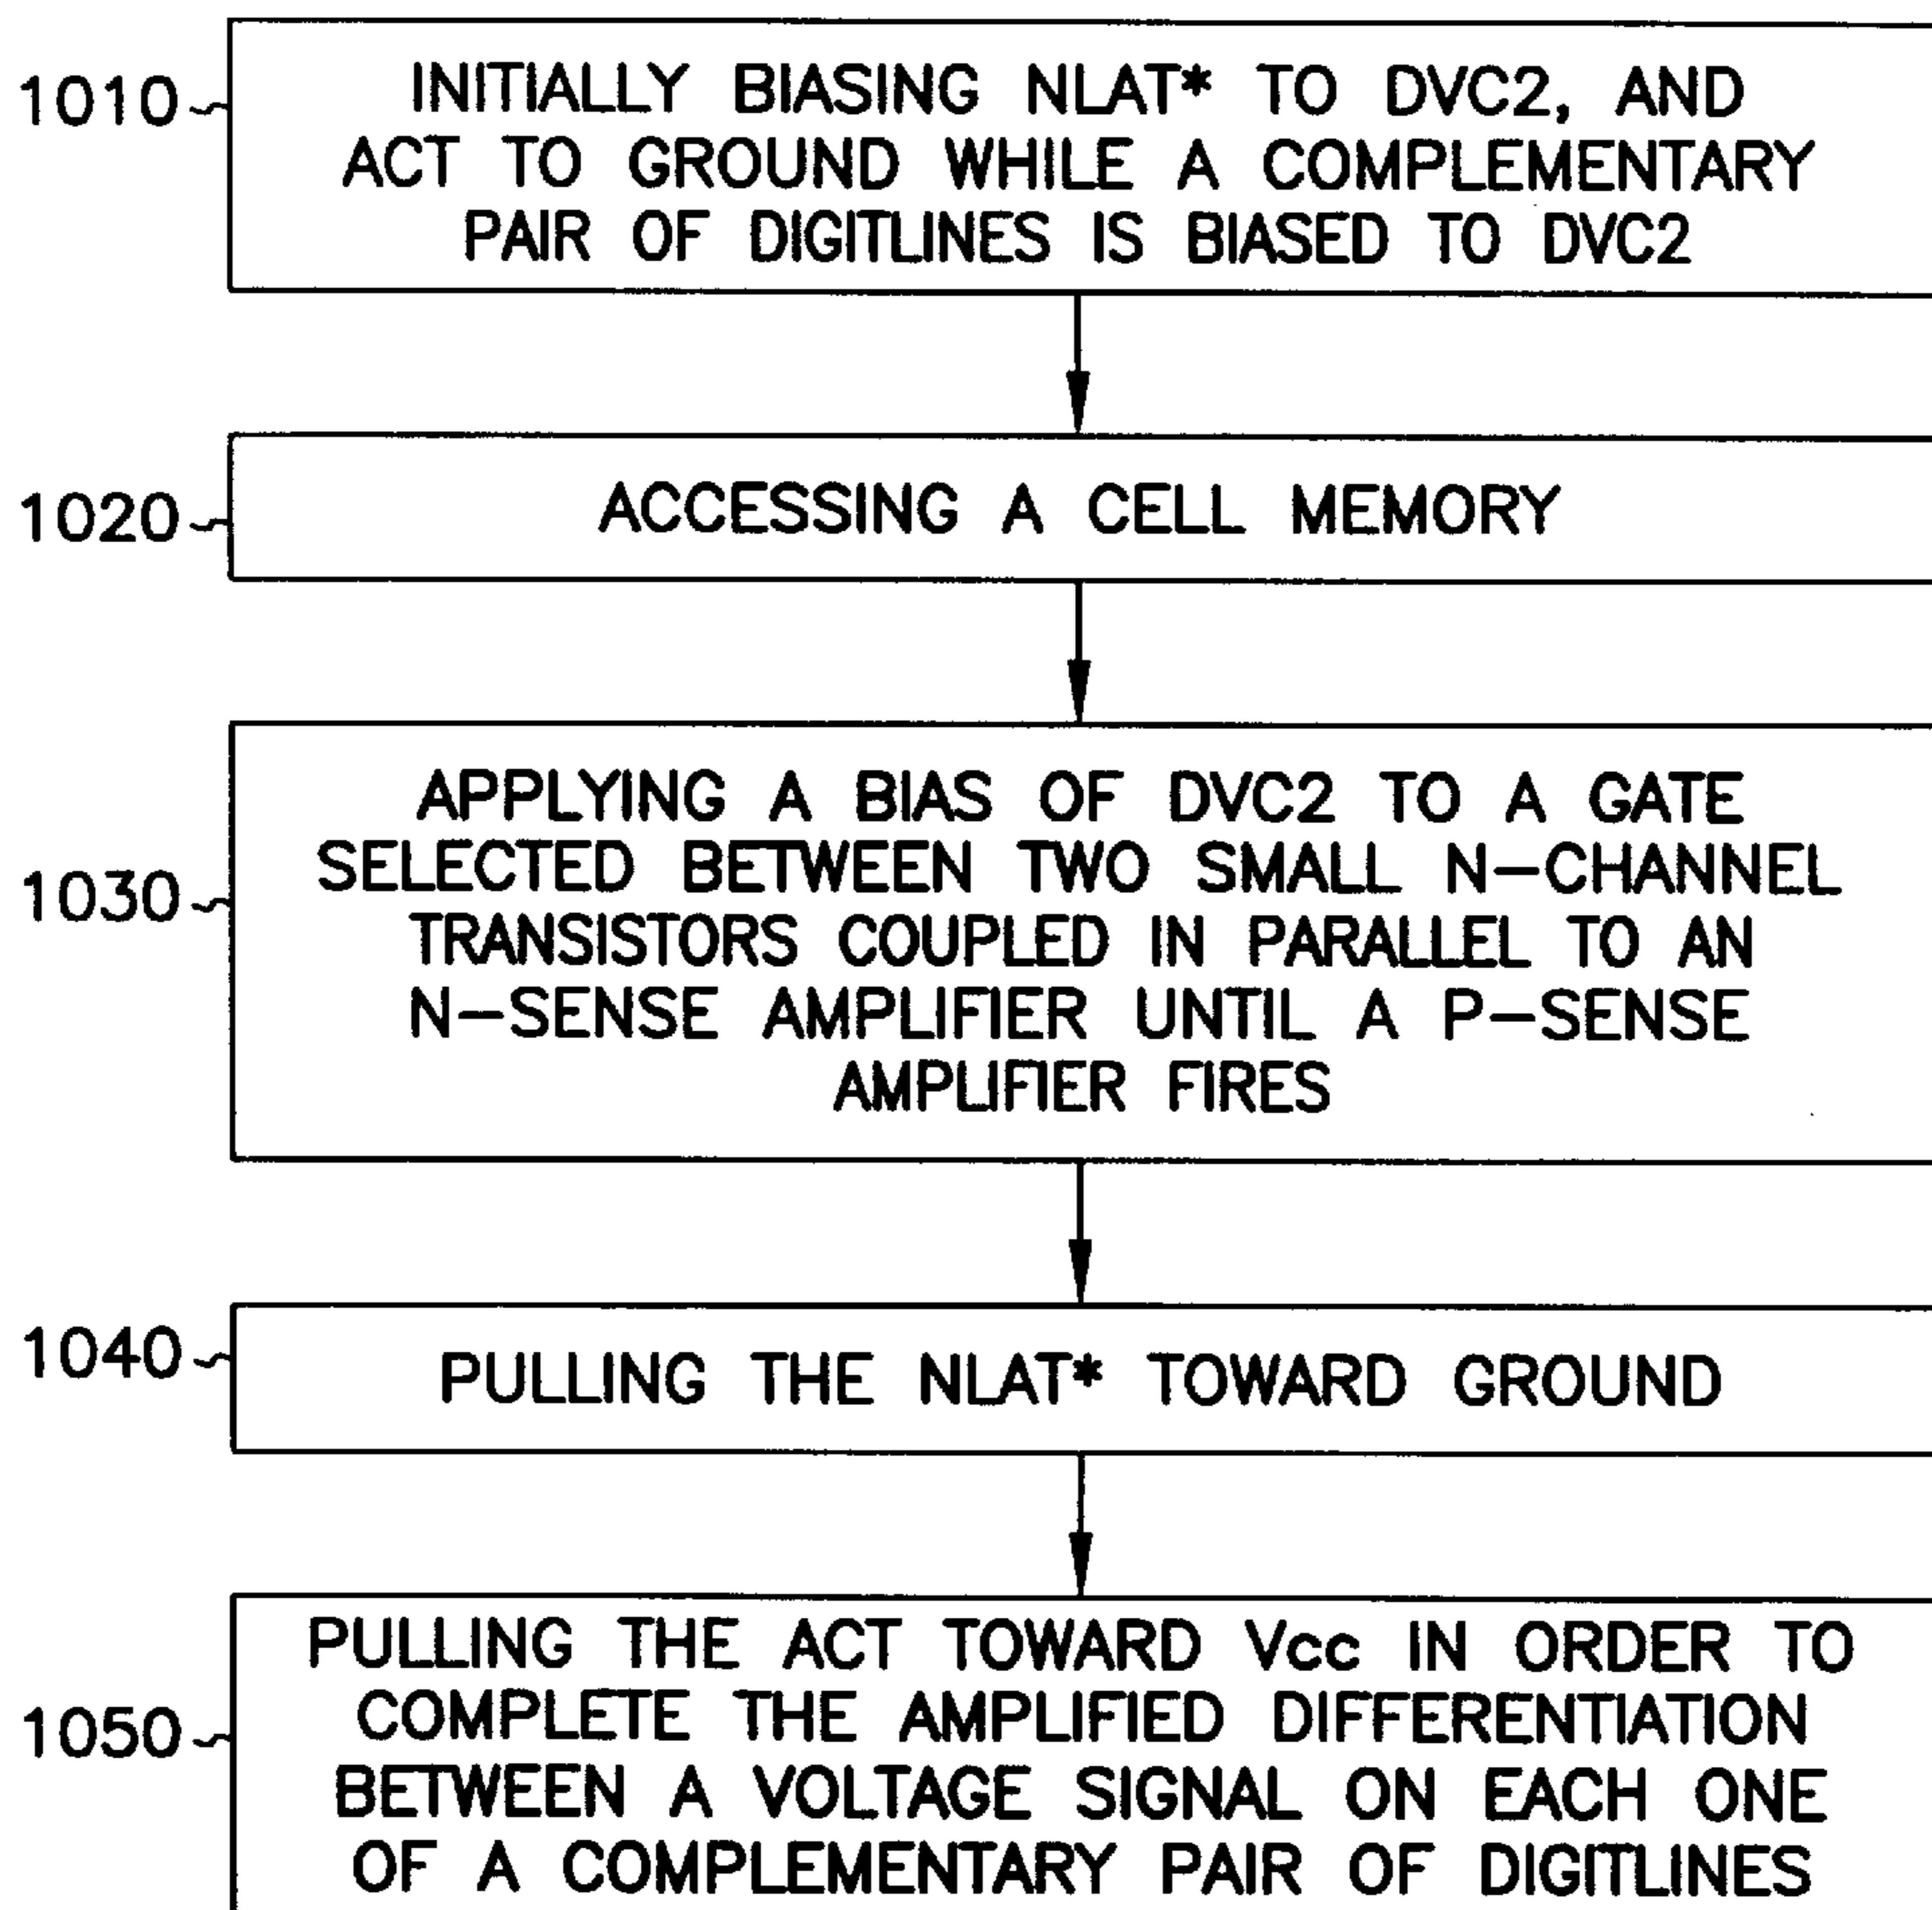 1010
INITIALLY BIASING NLAT* TO DVC2, AND
ACT TO GROUND WHILE A COMPLEMENTARY
PAIR OF DIGITLINES IS BIASED TO DVC2
1020
ACCESSING A CELL MEMORY
1030
APPLYING A BIAS OF DVC2 TO A GATE
SELECTED BETWEEN TWO SMALL N-CHANNEL
TRANSISTORS COUPLED IN PARALLEL TO AN
N-SENSE AMPLIFIER UNTIL A P-SENSE
AMPLIFIER FIRES
1040
PULLING THE NLAT* TOWARD GROUND
1050
PULLING THE ACT TOWARD Vcc IN ORDER TO
COMPLETE THE AMPLIFIED DIFFERENTIATION
BETWEEN A VOLTAGE SIGNAL ON EACH ONE
OF A COMPLEMENTARY PAIR OF DIGITLINES